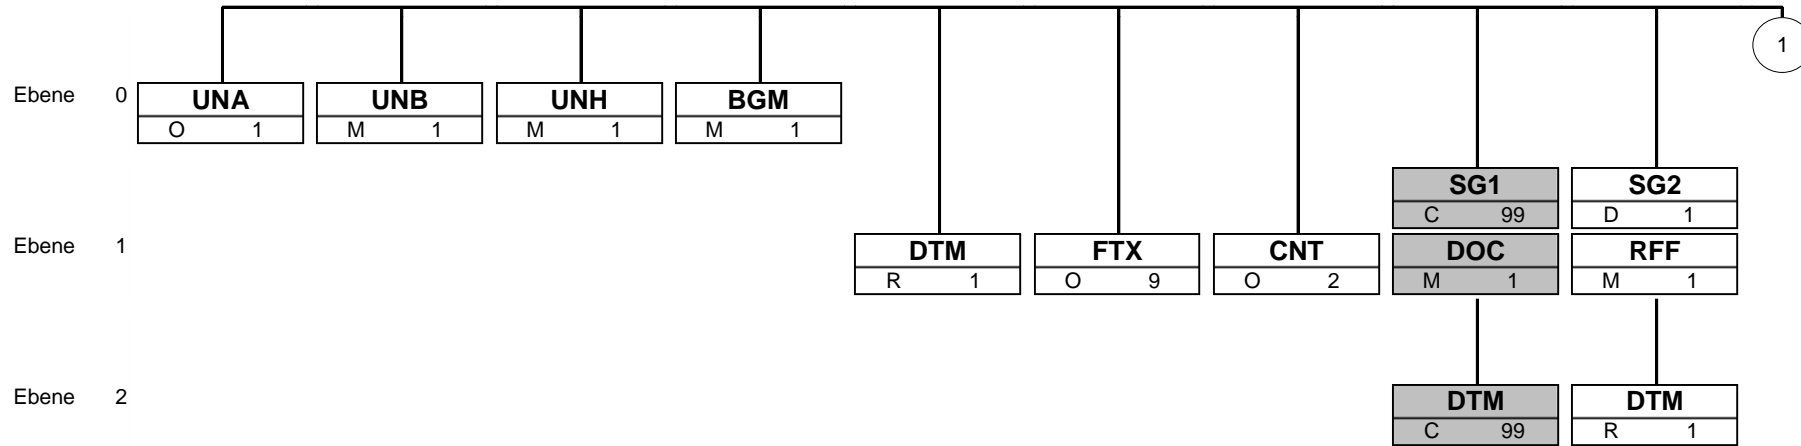 1
Ebene 0
UNA UNB UNH BGM
O 1 M 1 M 1 M 1
SG1 SG2
C 99 D 1
Ebene 1
DTM FTX CNT DOC RFF
R 1 O 9 O 2 M 1 M 1
Ebene 2
DTM DTM
C 99 R 1